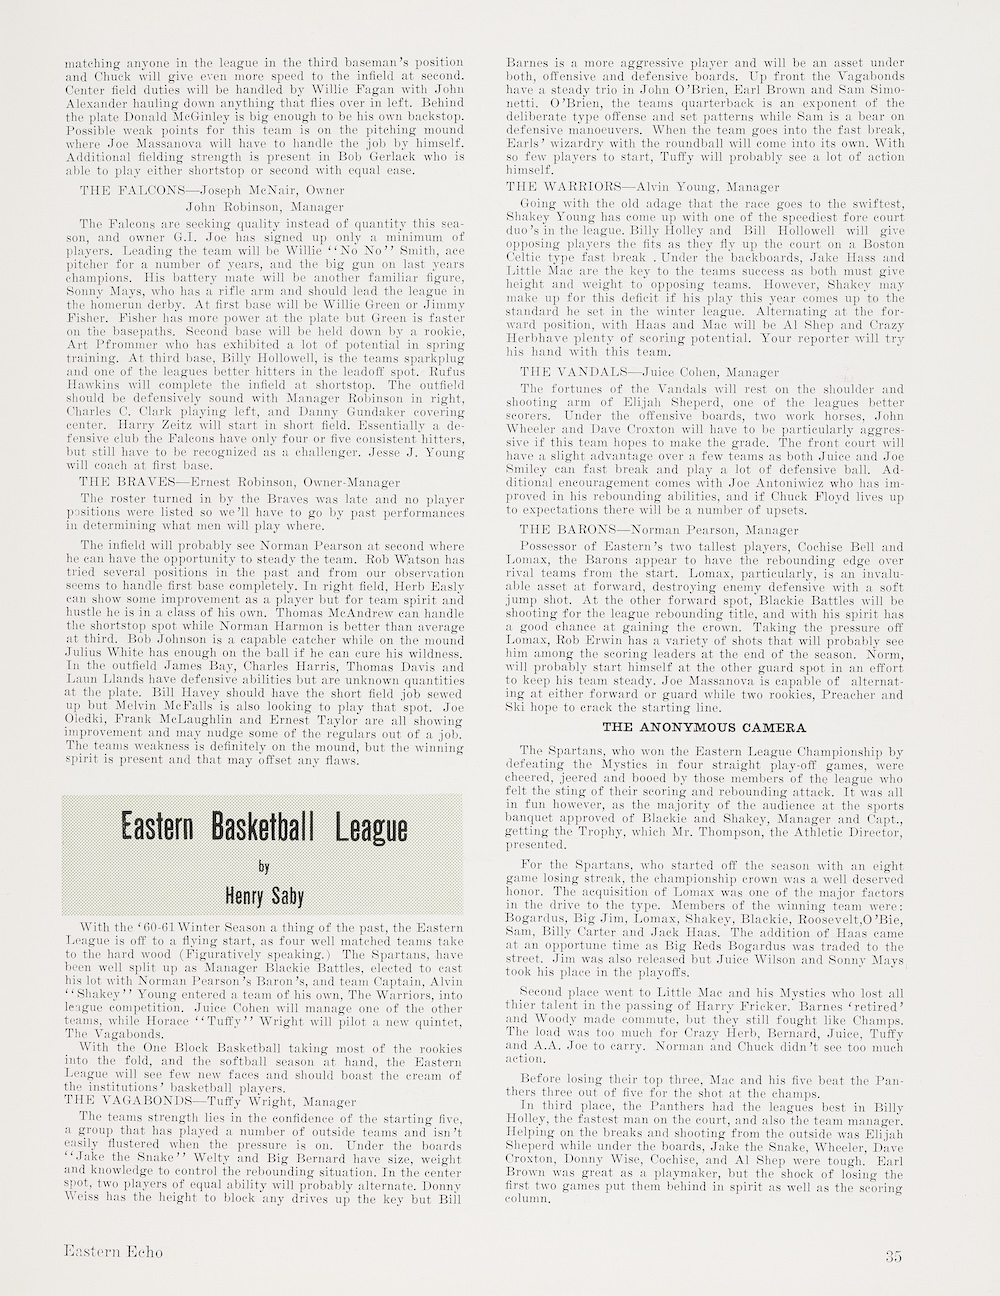 matching anyone in the league in the third baseman's position
and Chuck will give even more speed to the infield at second.
Center field duties will be handled by Willie Fagan with John
Alexander hauling down anything that flies over in left. Behind
the plate Donald McGinley is big enough to be his own backstop.
Possible weak points for this team is on the pitching mound
where Joe Massanova will have to handle the job by himself.
Additional fielding strength is present in Bob Gerlack who is
able to play either shortstop or second with equal ease.
THE FALCONS—Joseph McNair, Owner
John Robinson, Manager
The Falcons are seeking quality instead of quantity this sea-
son, and owner G.I. Joe has signed up only a minimum of
players. Leading the team will be Willie "No No" Smith, ace
pitcher for a number of years, and the big gun on last years
champions. His battery mate will be another familiar figure,
Sonny Mays, who has a rifle arm and should lead the league in
the homerun derby. At first base will be Willie Green or Jimmy
Fisher. Fisher has more power at the plate but Green is faster
on the basepaths. Second base will be held down by a rookie,
Art Pfrommer who has exhibited a lot of potential in spring
training. At third base, Billy Hollowell, is the teams sparkplug
and one of the leagues better hitters in the leadoff spot. Rufus
Hawkins will complete the infield at shortstop. The outfield
should be defensively sound with Manager Robinson in right,
Charles C. Clark playing left, and Danny Gundaker covering
center. Harry Zeitz will start in short field. Essentially a de-
fensive club the Falcons have only four or five consistent hitters,
but still have to be recognized as a challenger. Jesse J. Young
will coach at first base.
THE BRAVES—Ernest Robinson, Owner-Manager
The roster turned in by the Braves was late and no player
positions were listed so we'll have to go by past performances
in determining what men will play where.
The infield will probably see Norman Pearson at second where
he can have the opportunity to steady the team. Rob Watson has
tried several positions in the past and from our observation
seems to handle first base completely. In right field, Herb Easly
can show some improvement as a player but for team spirit and
hustle he is in a class of his own. Thomas McAndrew can handle
the shortstop spot while Norman Harmon is better than average
at third. Bob Johnson is a capable catcher while on the mound
Julius White has enough on the ball if he can cure his wildness.
In the outfield James Bay, Charles Harris, Thomas Davis and
Laun Llands have defensive abilities but are unknown quantities
at the plate. Bill Havey should have the short field job sewed
up but Melvin McFalls is also looking to play that spot. Joe
Oledki, Frank McLaughlin and Ernest Taylor are all showing
improvement and may nudge some of the regulars out of a job.
The teams weakness is definitely on the mound, but the winning
spirit is present and that may offset any flaws.
Eastern Basketball League
by
Henry Saby
With the '60-61 Winter Season a thing of the past, the Eastern
League is off to a flying start, as four well matched teams take
to the hard wood (Figuratively speaking.) The Spartans, have
been well split up as Manager Blackie Battles, elected to cast
his lot with Norman Pearson's Baron's, and team Captain, Alvin
"Shakey" Young entered a team of his own, The Warriors, into
league competition. Juice Cohen will manage one of the other
teams, while Horace "Tuffy" Wright will pilot a new quintet,
The Vagabonds.
With the One Block Basketball taking most of the rookies
into the fold, and the softball season at hand, the Eastern
League will see few new faces and should boast the cream of
the institutions' basketball players.
THE VAGABONDS—Tuffy Wright, Manager
The teams strength lies in the confidence of the starting five,
a group that has played a number of outside teams and isn't
easily flustered when the pressure is on. Under the boards
"Jake the Snake" Welty and Big Bernard have size, weight
and knowledge to control the rebounding situation. In the center
spot, two players of equal ability will probably alternate. Donny
Weiss has the height to block any drives up the key but Bill
Barnes is a more aggressive player and will be an asset under
both, offensive and defensive boards. Up front the Vagabonds
have a steady trio in John O'Brien, Earl Brown and Sam Simo-
netti. O'Brien, the teams quarterback is an exponent of the
deliberate type offense and set patterns while Sam is a bear on
defensive manoeuvers. When the team goes into the fast break,
Earls' wizardry with the roundball will come into its own. With
so few players to start, Tuffy will probably see a lot of action
himself.
THE WARRIORS—Alvin Young, Manager
Going with the old adage that the race goes to the swiftest,
Shakey Young has come up with one of the speediest fore court
duo's in the league. Billy Holley and Bill Hollowell will give
opposing players the fits as they fly up the court on a Boston
Celtic type fast break . Under the backboards, Jake Hass and
Little Mac are the key to the teams success as both must give
height and weight to opposing teams. However, Shakey may
make up for this deficit if his play this year comes up to the
standard he set in the winter league. Alternating at the for-
ward position, with Haas and Mac will be Al Shep and Crazy
Herbhave plenty of scoring potential. Your reporter will try
his hand with this team.
THE VANDALS—Juice Cohen, Manager
The fortunes of the Vandals will rest on the shoulder and
shooting arm of Elijah Sheperd, one of the leagues better
scorers. Under the offensive boards, two work horses, John
Wheeler and Dave Croxton will have to be particularly aggres-
sive if this team hopes to make the grade. The front court will
have a slight advantage over a few teams as both Juice and Joe
Smiley can fast break and play a lot of defensive ball. Ad-
ditional encouragement comes with Joe Antoniwicz who has im-
proved in his rebounding abilities, and if Chuck Floyd lives up
to expectations there will be a number of upsets.
THE BARONS—Norman Pearson, Manager
Possessor of Eastern's two tallest players, Cochise Bell and
Lomax, the Barons appear to have the rebounding edge over
rival teams from the start. Lomax, particularly, is an invalu-
able asset at forward, destroying enemy defensive with a soft
jump shot. At the other forward spot, Blackie Battles will be
shooting for the league rebounding title, and with his spirit has
a good chance at gaining the crown. Taking the pressure off
Lomax, Rob Erwin has a variety of shots that will probably see
him among the scoring leaders at the end of the season. Norm,
will probably start himself at the other guard spot in an effort
to keep his team steady. Joe Massanova is capable of alternat-
ing at either forward or guard while two rookies, Preacher and
Ski hope to crack the starting line.
THE ANONYMOUS CAMERA
The Spartans, who won the Eastern League Championship by
defeating the Mystics in four straight play-off games, were
cheered, jeered and booed by those members of the league who
felt the sting of their scoring and rebounding attack. It was all
in fun however, as the majority of the audience at the sports
banquet approved of Blackie and Shakey, Manager and Capt.,
getting the Trophy, which Mr. Thompson, the Athletic Director,
presented.
For the Spartans, who started off the season with an eight
game losing streak, the championship crown was a well deserved
honor. The acquisition of Lomax was one of the major factors
in the drive to the type. Members of the winning team were:
Bogardus, Big Jim, Lomax, Shakey, Blackie, Roosevelt,O'Bie,
Sam, Billy Carter and Jack Haas. The addition of Haas came
at an opportune time as Big Reds Bogardus was traded to the
street. Jim was also released but Juice Wilson and Sonny Mays
took his place in the playoffs.
Second place went to Little Mac and his Mystics who lost all
thier talent in the passing of Harry Fricker. Barnes 'retired'
and Woody made commute, but they still fought like Champs.
The load was too much for Crazy Herb, Bernard, Juice, Tuffy
and A.A. Joe to carry. Norman and Chuck didn't see too much
action.
Before losing their top three, Mac and his five beat the Pan-
thers three out of five for the shot at the champs.
In third place, the Panthers had the leagues best in Billy
Holley, the fastest man on the court, and also the team manager.
Helping on the breaks and shooting from the outside was Elijah
Sheperd while under the boards, Jake the Snake, Wheeler, Dave
Croxton, Donny Wise, Cochise, and Al Shep were tough. Earl
Brown was great as a playmaker, but the shock of losing the
first two games put them behind in spirit as well as the scoring
column.
Eastern Echo
35